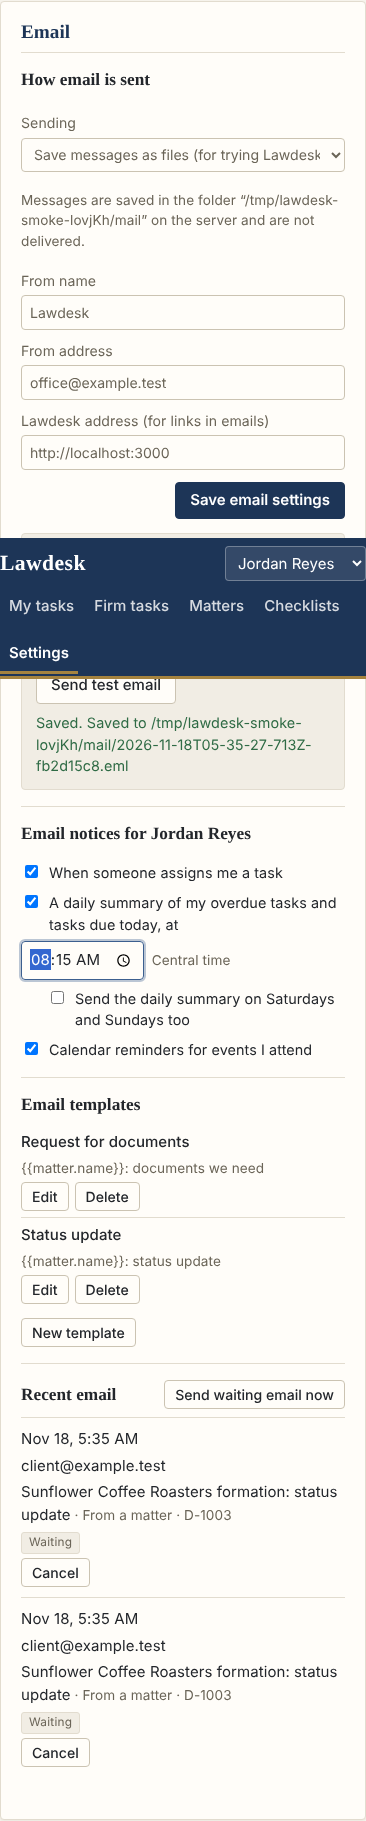 Email
How email is sent
Sending
Save messages as files (for trying Lawdesk
Messages are saved in the folder “/tmp/lawdesk-
smoke-lovjKh/mail” on the server and are not
delivered.
From name
Lawdesk
From address
office@example.test
Lawdesk address (for links in emails)
http://localhost:3000
Save email settings
Lawdesk
Jordan Reyes
My tasks
Firm tasks
Matters
Checklists
Settings
Send test email
Saved. Saved to /tmp/lawdesk-smoke-
lovjKh/mail/2026-11-18T05-35-27-713Z-
fb2d15c8.eml
Email notices for Jordan Reyes
When someone assigns me a task
A daily summary of my overdue tasks and
tasks due today, at
08:15 AM
Central time
Send the daily summary on Saturdays
and Sundays too
Calendar reminders for events I attend
Email templates
Request for documents
{{matter.name}}: documents we need
Edit
Delete
Status update
{{matter.name}}: status update
Edit
Delete
New template
Recent email
Send waiting email now
Nov 18, 5:35 AM
client@example.test
Sunflower Coffee Roasters formation: status
update · From a matter · D-1003
Waiting
Cancel
Nov 18, 5:35 AM
client@example.test
Sunflower Coffee Roasters formation: status
update · From a matter · D-1003
Waiting
Cancel